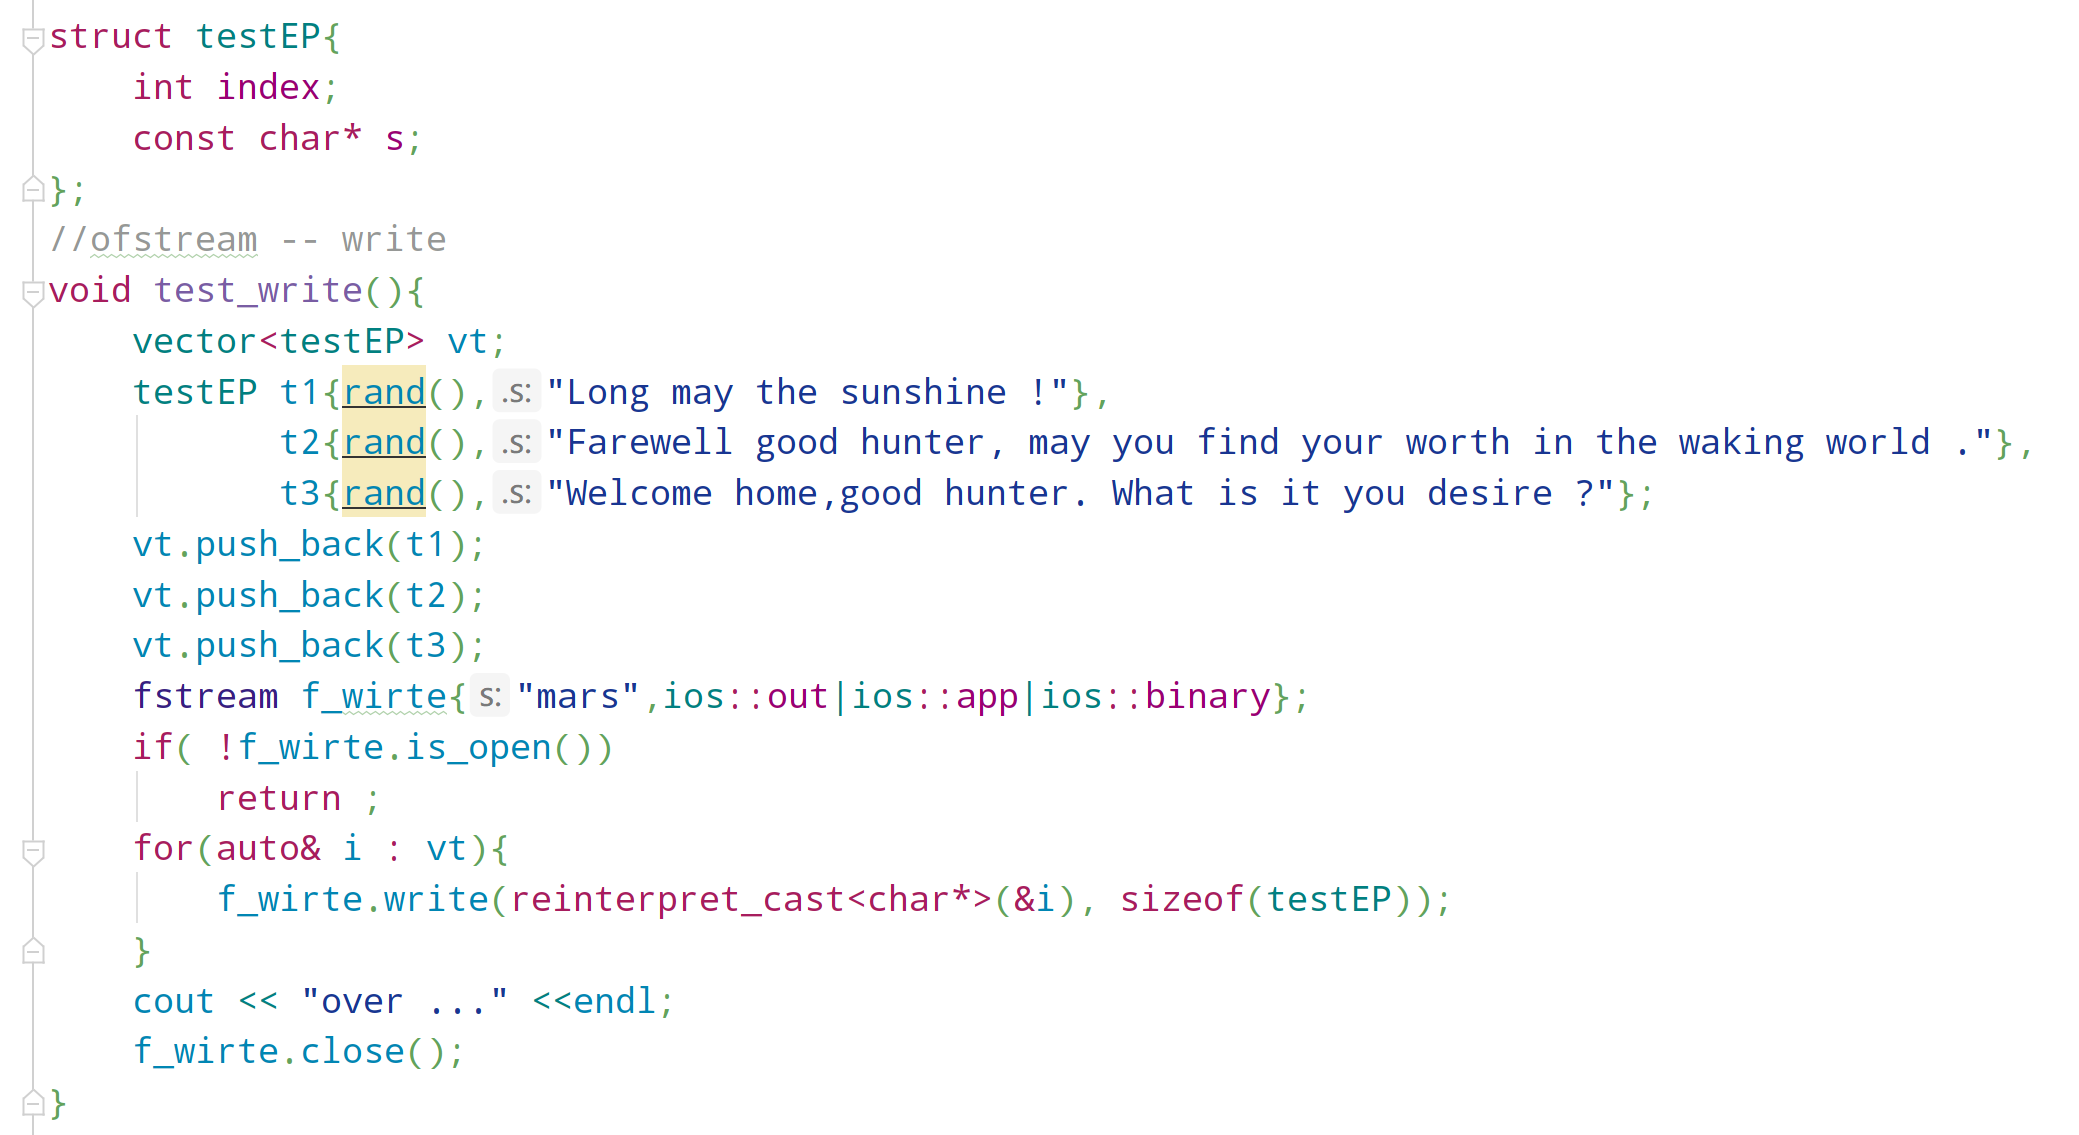 struct testEP{
    int index;
    const char* s;
};
//ofstream -- write
void test_write(){
    vector<testEP> vt;
    testEP t1{rand(), .s: "Long may the sunshine !"},
           t2{rand(), .s: "Farewell good hunter, may you find your worth in the waking world ."},
           t3{rand(), .s: "Welcome home,good hunter. What is it you desire ?"};
    vt.push_back(t1);
    vt.push_back(t2);
    vt.push_back(t3);
    fstream f_wirte{ s: "mars",ios::out|ios::app|ios::binary};
    if( !f_wirte.is_open())
        return ;
    for(auto& i : vt){
        f_wirte.write(reinterpret_cast<char*>(&i), sizeof(testEP));
    }
    cout << "over ..." <<endl;
    f_wirte.close();
}